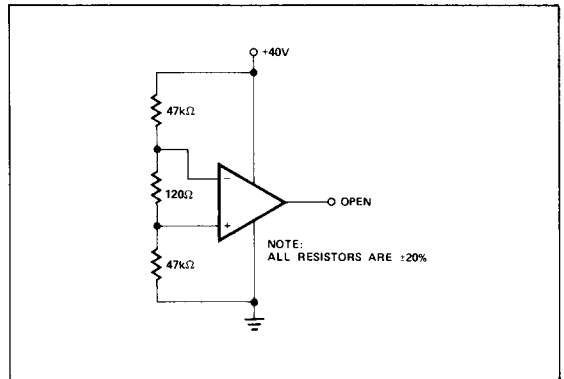 +40V
47kΩ
−
120Ω
+
OPEN
NOTE:
ALL RESISTORS ARE ±20%
47kΩ